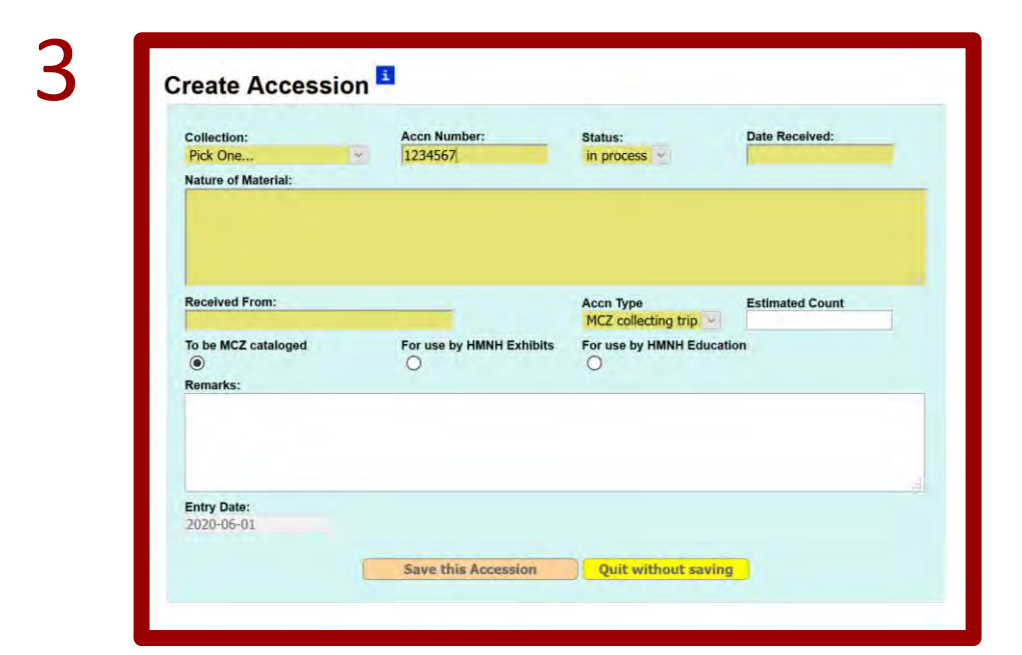 3
Create Accession i
Collection: Accn Number: Status: Date Received:
Pick One... 1234567 in process
Nature of Material:
Received From: Accn Type Estimated Count
MCZ collecting trip
To be MCZ cataloged For use by HMNH Exhibits For use by HMNH Education
Remarks:
Entry Date:
2020-06-01
Save this Accession Quit without saving